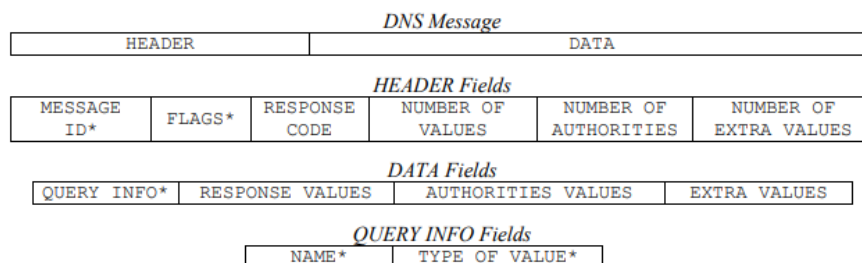 DNS Message
HEADER DATA
HEADER Fields
MESSAGE ID* FLAGS* RESPONSE CODE NUMBER OF VALUES NUMBER OF AUTHORITIES NUMBER OF EXTRA VALUES
DATA Fields
QUERY INFO* RESPONSE VALUES AUTHORITIES VALUES EXTRA VALUES
QUERY INFO Fields
NAME* TYPE OF VALUE*